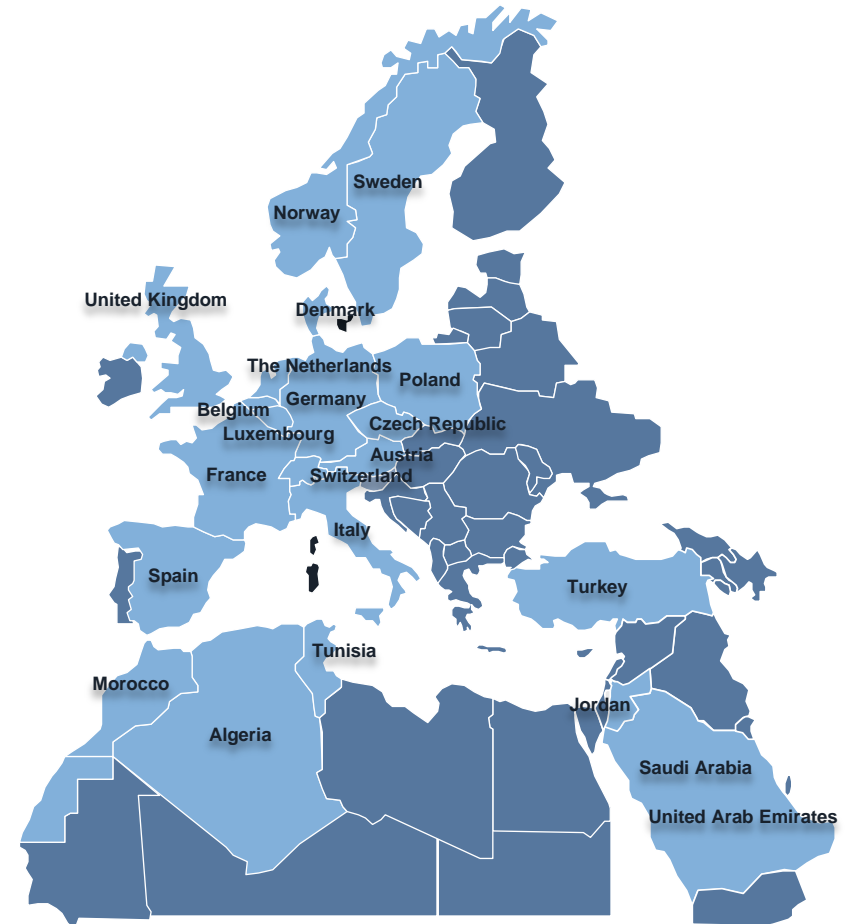 Sweden
Norway
United Kingdom
Denmark
The Netherlands
Poland
Germany
Belgium
Czech Republic
Luxembourg
Austria
France
Switzerland
Italy
Spain
Turkey
Tunisia
Morocco
Jordan
Algeria
Saudi Arabia
United Arab Emirates